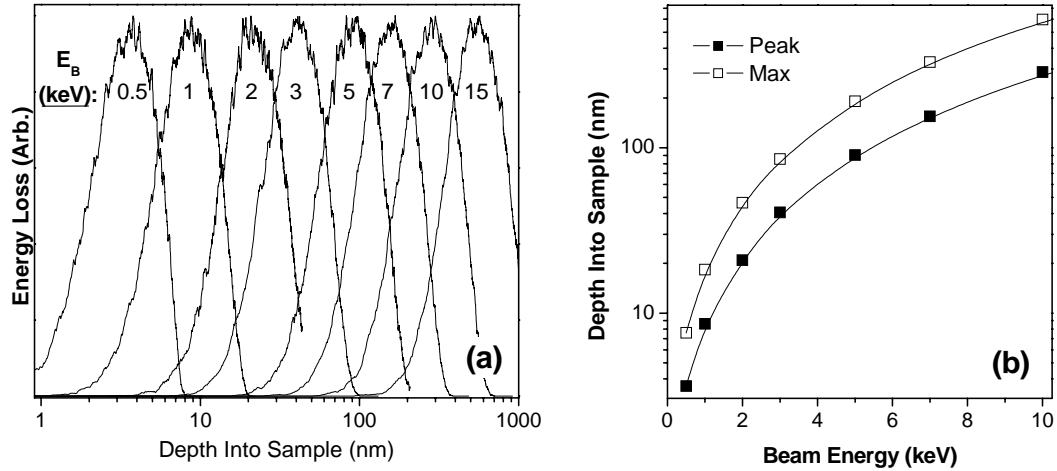 Energy Loss (Arb.)
E_B
(keV): 0.5 1 2 3 5 7 10 15
(a)
1 10 100 1000
Depth Into Sample (nm)
Depth Into Sample (nm)
Peak
Max
100
10
(b)
0 2 4 6 8 10
Beam Energy (keV)